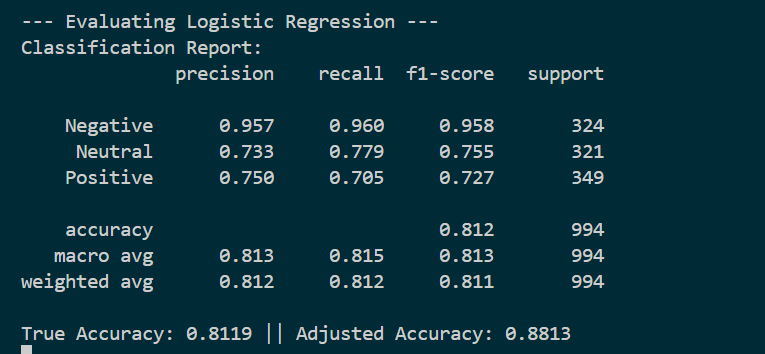 --- Evaluating Logistic Regression ---
Classification Report:
precision recall f1-score support
Negative 0.957 0.960 0.958 324
Neutral 0.733 0.779 0.755 321
Positive 0.750 0.705 0.727 349
accuracy 0.812 994
macro avg 0.813 0.815 0.813 994
weighted avg 0.812 0.812 0.811 994
True Accuracy: 0.8119 || Adjusted Accuracy: 0.8813